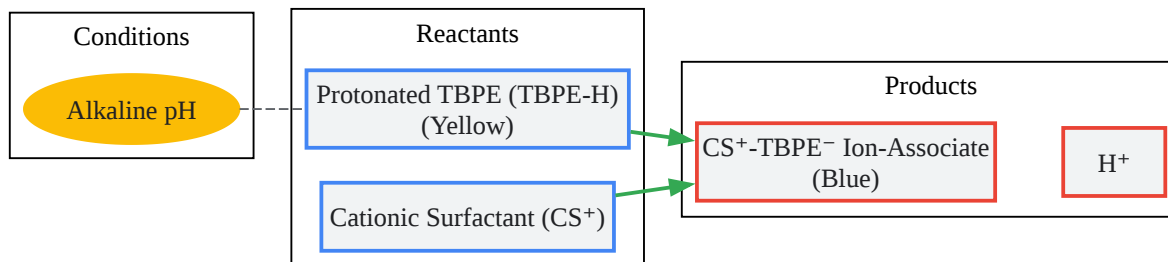 Conditions
Alkaline pH
Reactants
Protonated TBPE (TBPE-H)
(Yellow)
Cationic Surfactant (CS⁺)
Products
CS⁺-TBPE⁻ Ion-Associate
(Blue)
H⁺